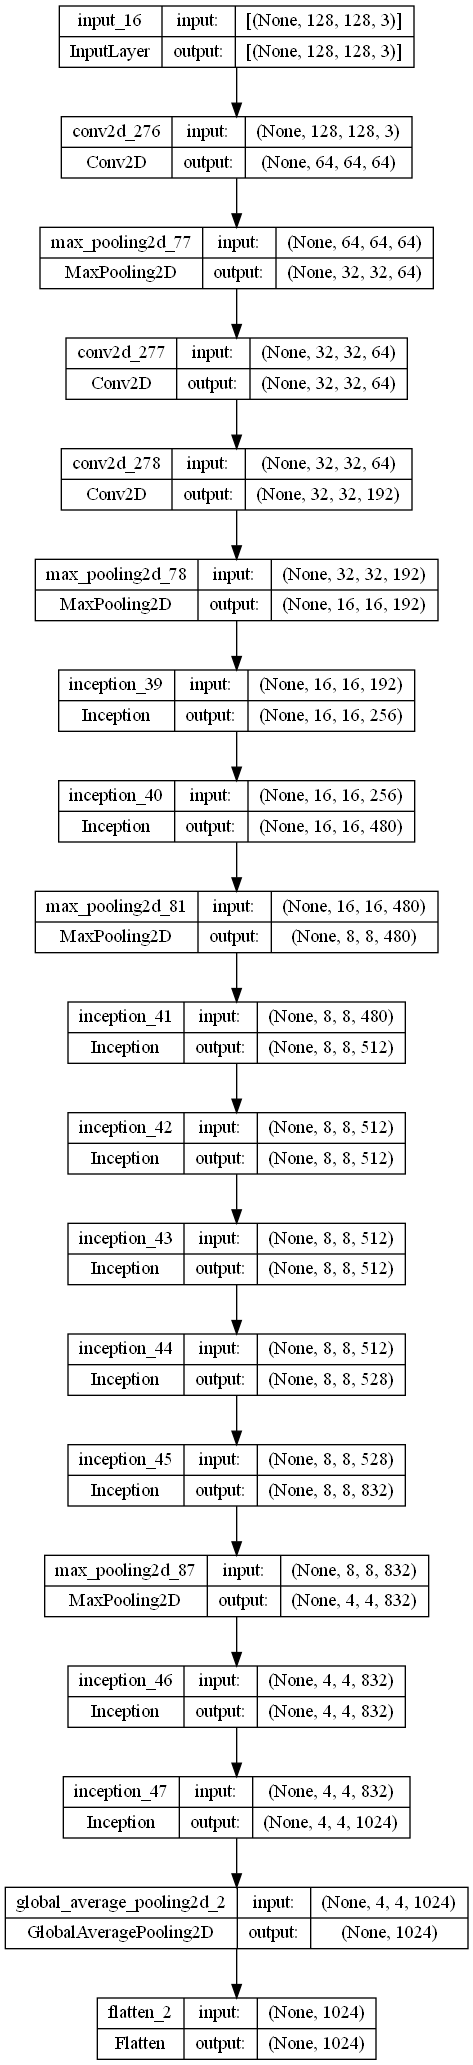 input_16 input: [(None, 128, 128, 3)]
InputLayer output: [(None, 128, 128, 3)]
conv2d_276 input: (None, 128, 128, 3)
Conv2D output: (None, 64, 64, 64)
max_pooling2d_77 input: (None, 64, 64, 64)
MaxPooling2D output: (None, 32, 32, 64)
conv2d_277 input: (None, 32, 32, 64)
Conv2D output: (None, 32, 32, 64)
conv2d_278 input: (None, 32, 32, 64)
Conv2D output: (None, 32, 32, 192)
max_pooling2d_78 input: (None, 32, 32, 192)
MaxPooling2D output: (None, 16, 16, 192)
inception_39 input: (None, 16, 16, 192)
Inception output: (None, 16, 16, 256)
inception_40 input: (None, 16, 16, 256)
Inception output: (None, 16, 16, 480)
max_pooling2d_81 input: (None, 16, 16, 480)
MaxPooling2D output: (None, 8, 8, 480)
inception_41 input: (None, 8, 8, 480)
Inception output: (None, 8, 8, 512)
inception_42 input: (None, 8, 8, 512)
Inception output: (None, 8, 8, 512)
inception_43 input: (None, 8, 8, 512)
Inception output: (None, 8, 8, 512)
inception_44 input: (None, 8, 8, 512)
Inception output: (None, 8, 8, 528)
inception_45 input: (None, 8, 8, 528)
Inception output: (None, 8, 8, 832)
max_pooling2d_87 input: (None, 8, 8, 832)
MaxPooling2D output: (None, 4, 4, 832)
inception_46 input: (None, 4, 4, 832)
Inception output: (None, 4, 4, 832)
inception_47 input: (None, 4, 4, 832)
Inception output: (None, 4, 4, 1024)
global_average_pooling2d_2 input: (None, 4, 4, 1024)
GlobalAveragePooling2D output: (None, 1024)
flatten_2 input: (None, 1024)
Flatten output: (None, 1024)